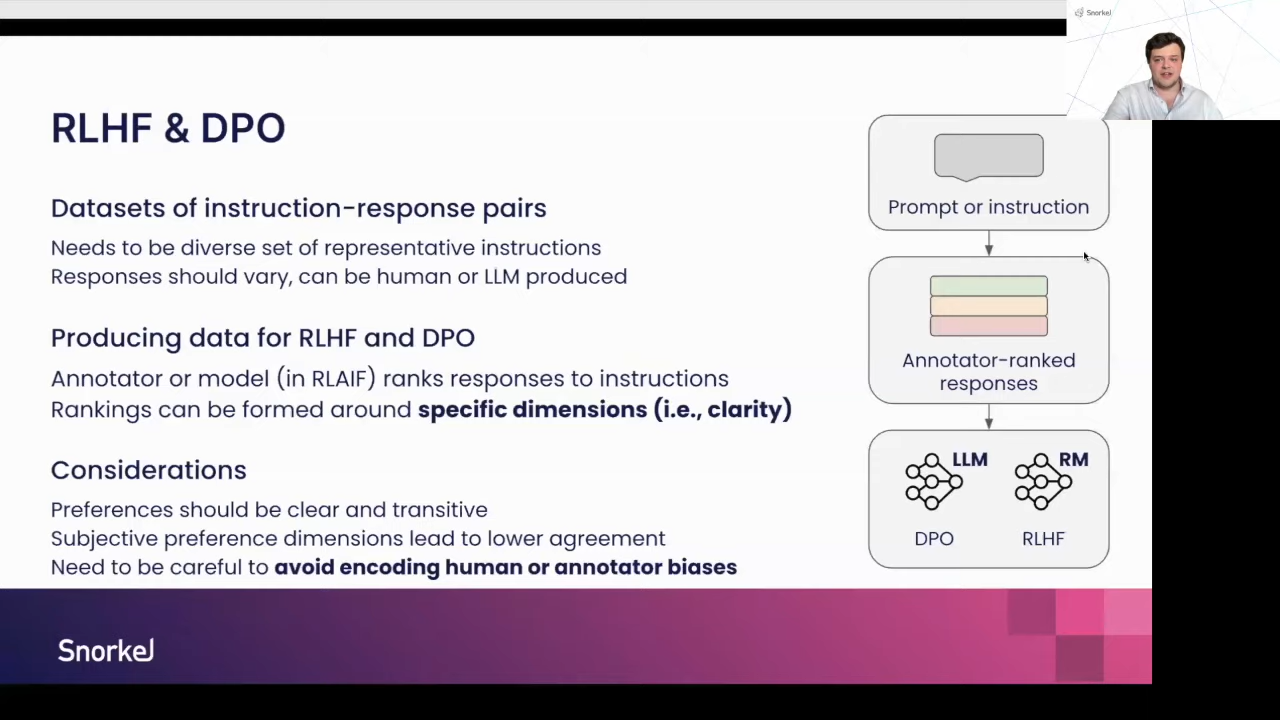 Snorkel
RLHF & DPO
Datasets of instruction-response pairs
Needs to be diverse set of representative instructions
Responses should vary, can be human or LLM produced
Producing data for RLHF and DPO
Annotator or model (in RLAIF) ranks responses to instructions
Rankings can be formed around specific dimensions (i.e., clarity)
Considerations
Preferences should be clear and transitive
Subjective preference dimensions lead to lower agreement
Need to be careful to avoid encoding human or annotator biases
Prompt or instruction
Annotator-ranked
responses
LLM RM
DPO RLHF
Snorkel